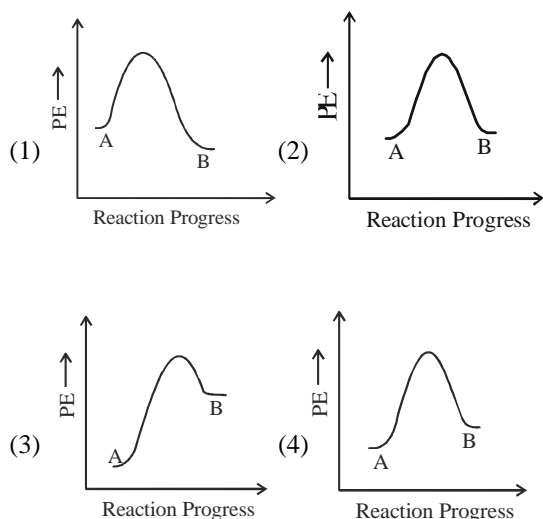 (1) PE A B
Reaction Progress
(2) PE A B
Reaction Progress
(3) PE A B
Reaction Progress
(4) PE A B
Reaction Progress